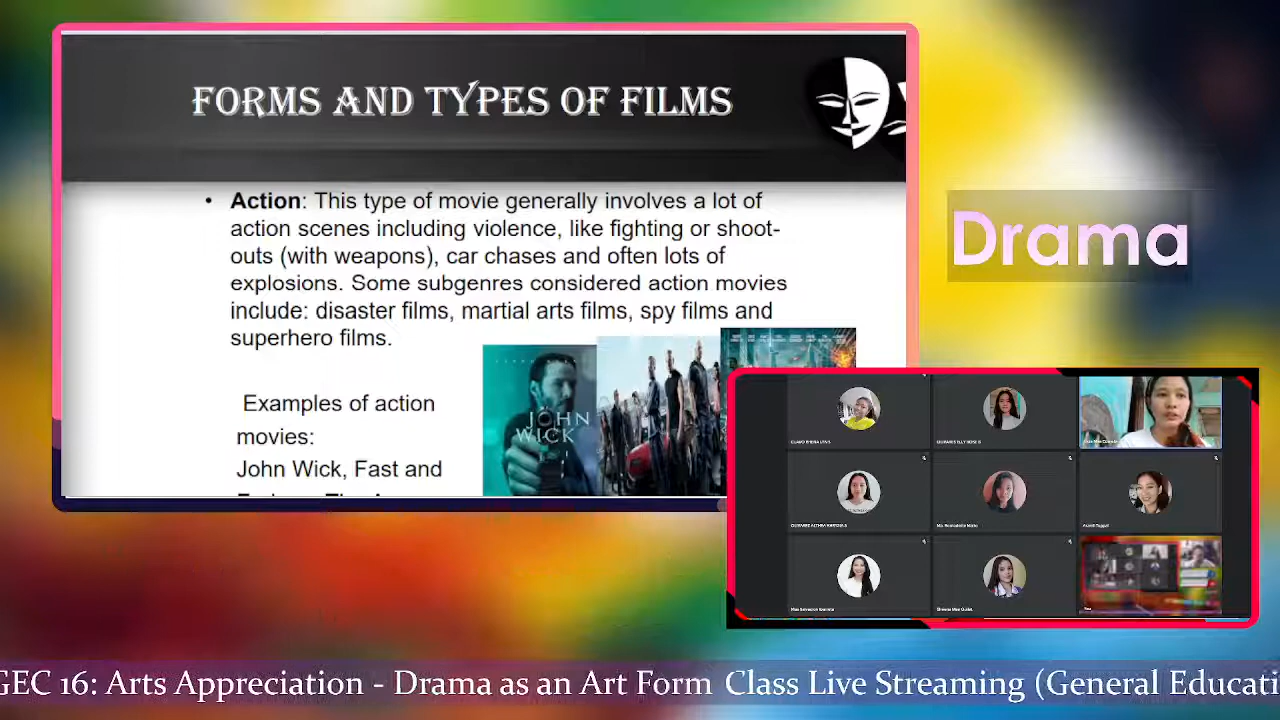 FORMS AND TYPES OF FILMS
• Action: This type of movie generally involves a lot of
action scenes including violence, like fighting or shoot-
outs (with weapons), car chases and often lots of
explosions. Some subgenres considered action movies
include: disaster films, martial arts films, spy films and
superhero films.
Examples of action
movies:
John Wick, Fast and
JOHN
WICK
Drama
You
GEC 16: Arts Appreciation - Drama as an Art Form Class Live Streaming (General Educati